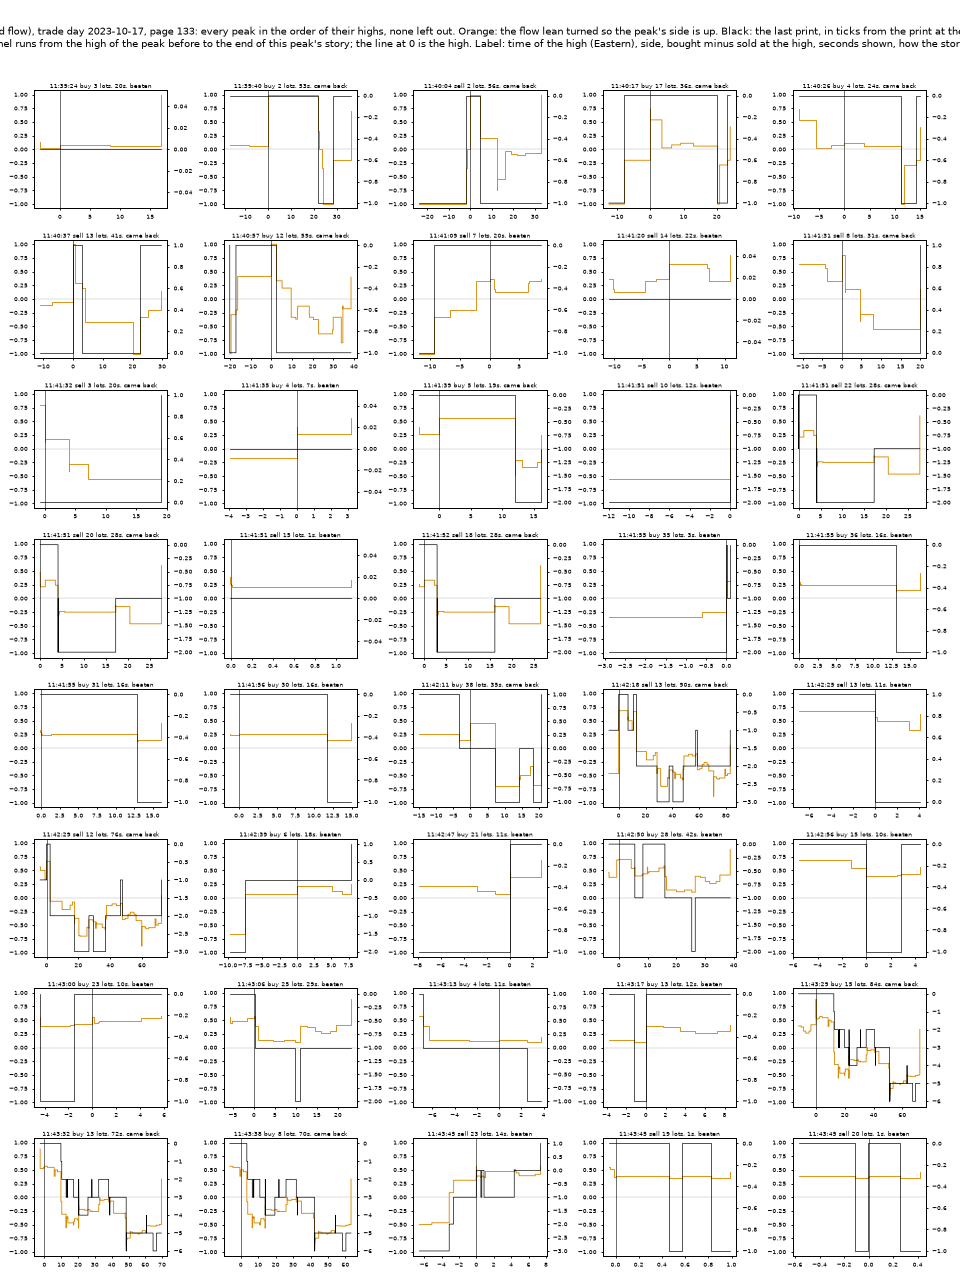 d flow), trade day 2023-10-17, page 133: every peak in the order of their highs, none left out. Orange: the flow lean turned so the peak's side is up. Black: the last print, in ticks from the print at the
nel runs from the high of the peak before to the end of this peak's story; the line at 0 is the high. Label: time of the high (Eastern), side, bought minus sold at the high, seconds shown, how the stor
11:39:24 buy 3 lots. 20s. beaten
11:39:40 buy 2 lots. 53s. came back
11:40:04 sell 2 lots. 56s. came back
11:40:17 buy 17 lots. 36s. came back
11:40:26 buy 4 lots. 24s. came back
11:40:37 sell 13 lots. 41s. came back
11:40:57 buy 12 lots. 55s. came back
11:41:05 sell 7 lots. 20s. beaten
11:41:20 sell 14 lots. 22s. beaten
11:41:31 sell 8 lots. 31s. came back
11:41:32 sell 3 lots. 20s. came back
11:41:35 buy 4 lots. 7s. beaten
11:41:39 buy 5 lots. 19s. came back
11:41:51 sell 10 lots. 12s. beaten
11:41:51 sell 22 lots. 28s. came back
11:41:51 sell 20 lots. 28s. came back
11:41:51 sell 15 lots. 1s. beaten
11:41:52 sell 18 lots. 28s. came back
11:41:55 buy 35 lots. 3s. beaten
11:41:55 buy 36 lots. 16s. beaten
11:41:55 buy 31 lots. 16s. beaten
11:41:56 buy 30 lots. 16s. beaten
11:42:11 buy 38 lots. 35s. came back
11:42:18 sell 13 lots. 90s. came back
11:42:25 sell 13 lots. 11s. beaten
11:42:29 sell 12 lots. 76s. came back
11:42:39 buy 6 lots. 18s. beaten
11:42:47 buy 21 lots. 11s. beaten
11:42:50 buy 28 lots. 42s. beaten
11:42:56 buy 15 lots. 10s. beaten
11:43:00 buy 23 lots. 10s. beaten
11:43:06 buy 25 lots. 29s. beaten
11:43:13 buy 4 lots. 11s. beaten
11:43:17 buy 13 lots. 12s. beaten
11:43:29 buy 15 lots. 84s. came back
11:43:32 buy 13 lots. 72s. came back
11:43:38 buy 8 lots. 70s. came back
11:43:45 sell 23 lots. 14s. beaten
11:43:45 sell 19 lots. 1s. beaten
11:43:45 sell 20 lots. 1s. beaten